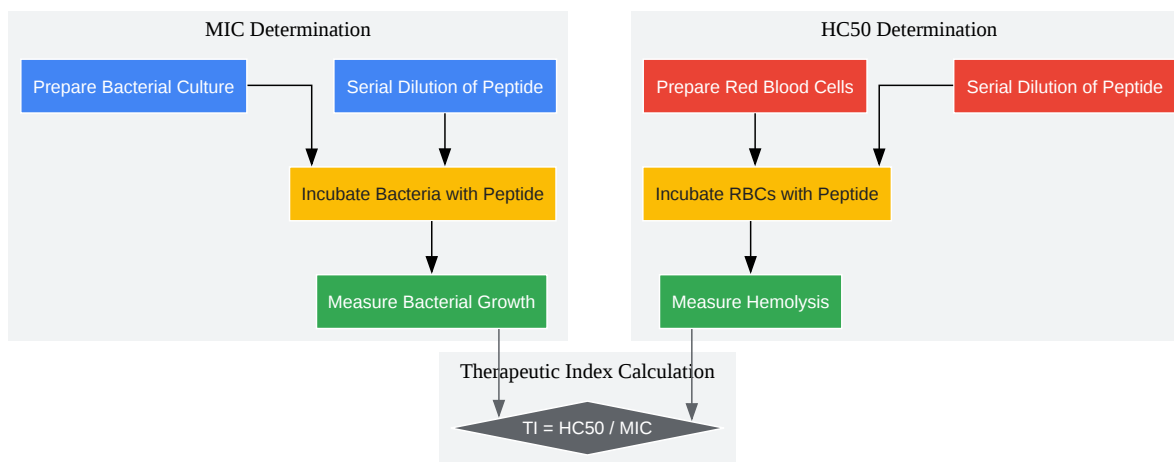 MIC Determination
Prepare Bacterial Culture
Serial Dilution of Peptide
Incubate Bacteria with Peptide
Measure Bacterial Growth
HC50 Determination
Prepare Red Blood Cells
Serial Dilution of Peptide
Incubate RBCs with Peptide
Measure Hemolysis
Therapeutic Index Calculation
TI = HC50 / MIC